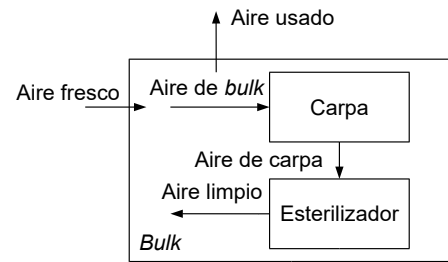 Aire usado
Aire fresco
Aire de bulk
Carpa
Aire de carpa
Aire limpio
Esterilizador
Bulk